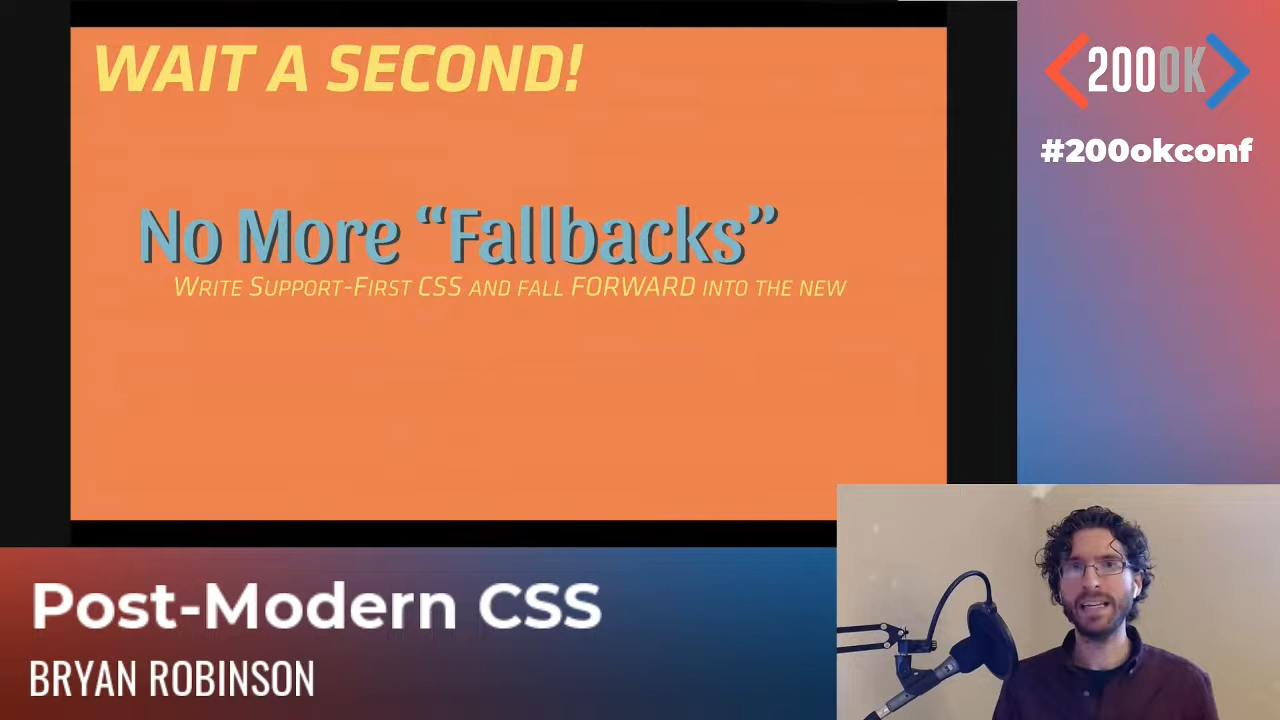 WAIT A SECOND!
No More “Fallbacks”
Write Support-First CSS and fall FORWARD into the new
200OK
#200okconf
Post-Modern CSS
BRYAN ROBINSON